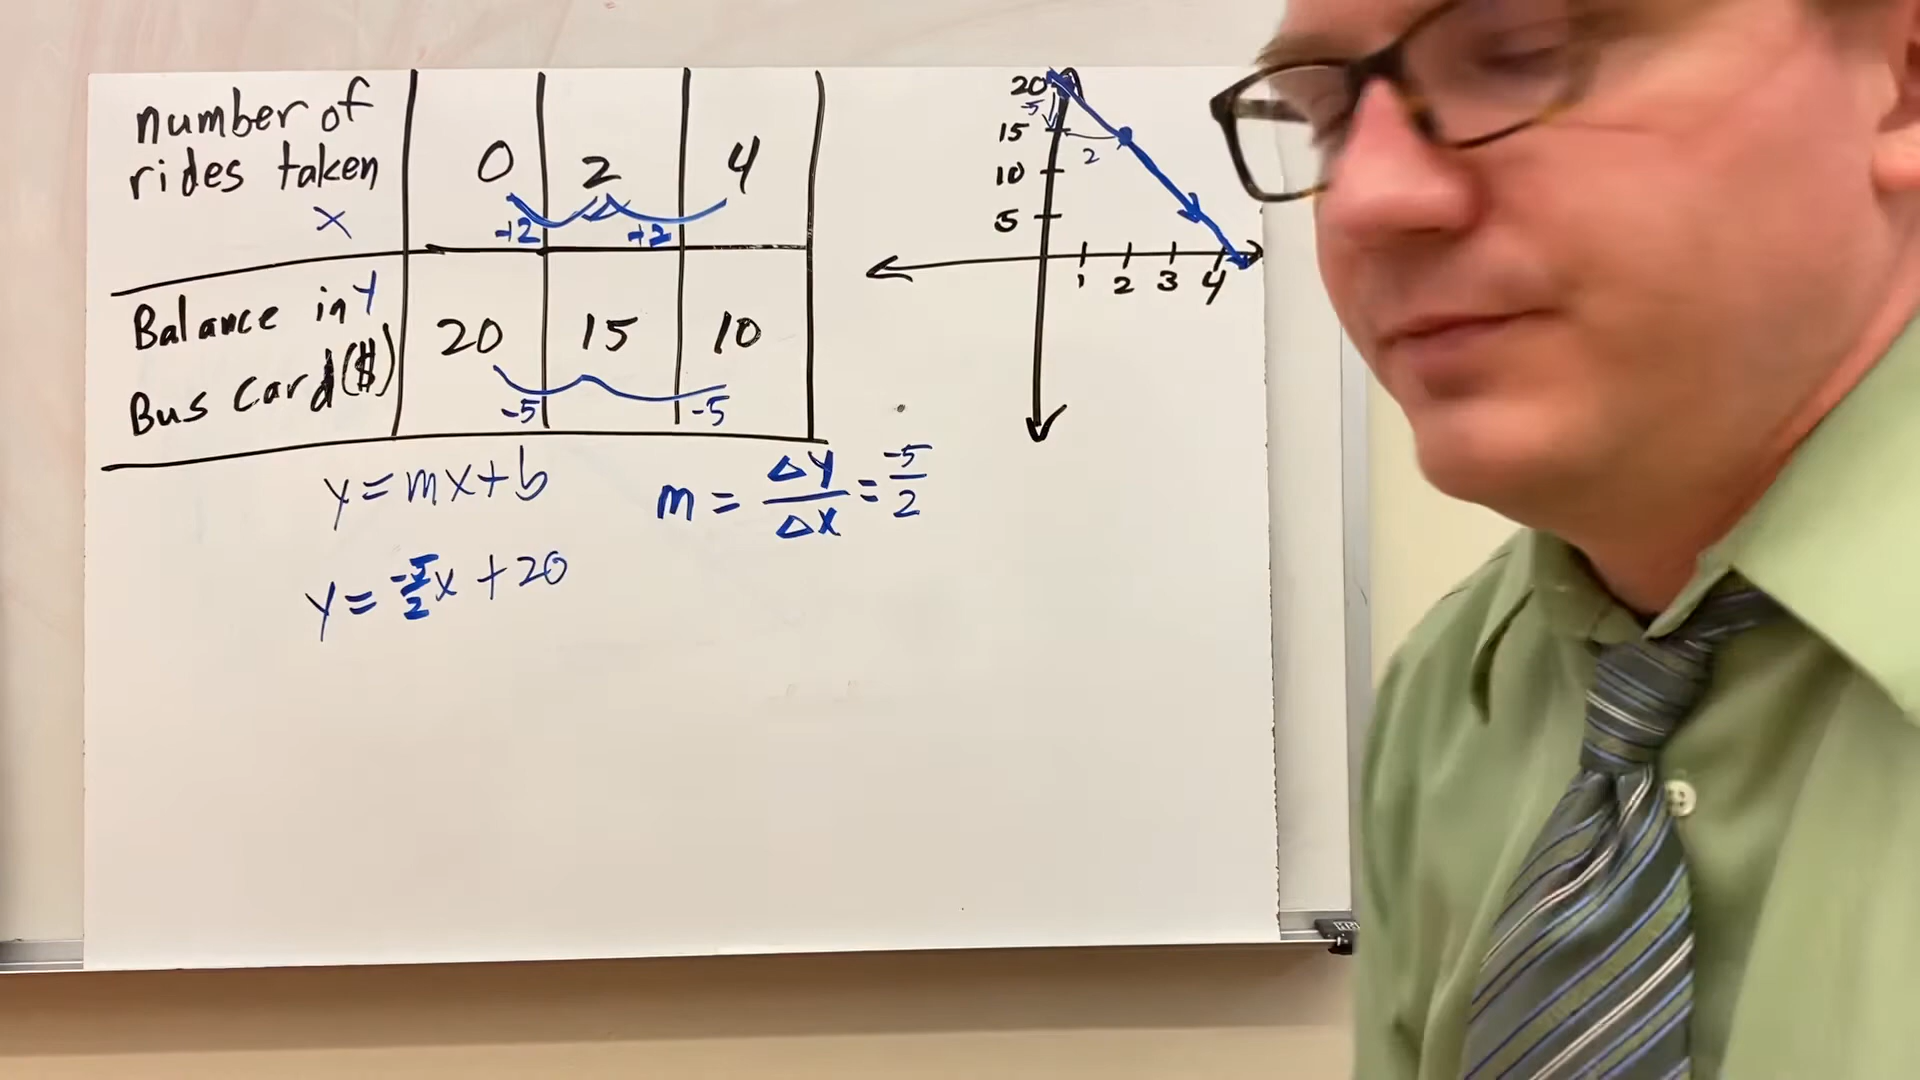 number of
rides taken
x
0 2 4
+2 +2
Balance in y
Bus card($)
20 15 10
-5 -5
y=mx+b
m = Δy/Δx = -5/2
y = -5/2x + 20
20
-5
15
2
10
5
1 2 3 4